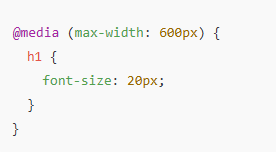 @media (max-width: 600px) {
  h1 {
    font-size: 20px;
  }
}